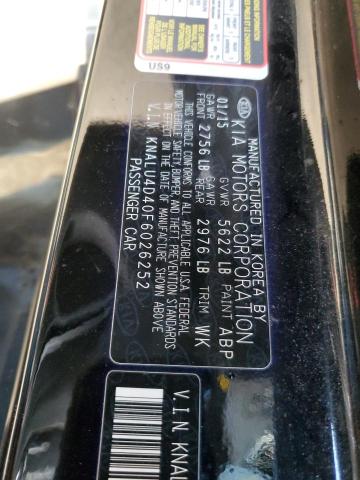 US9
MANUFACTURED IN KOREA BY
KIA MOTORS CORPORATION
01/15 GVWR 5622 LB PAINT ABP
GAWR FRONT 2756 LB GAWR REAR 2976 LB TRIM WK
THIS VEHICLE CONFORMS TO ALL APPLICABLE U.S.A. FEDERAL
MOTOR VEHICLE SAFETY, BUMPER, AND THEFT PREVENTION STANDARDS
IN EFFECT ON THE DATE OF MANUFACTURE SHOWN ABOVE.
V.I.N. KNALU4D40F6026252
PASSENGER CAR
V.I.N. KNAL